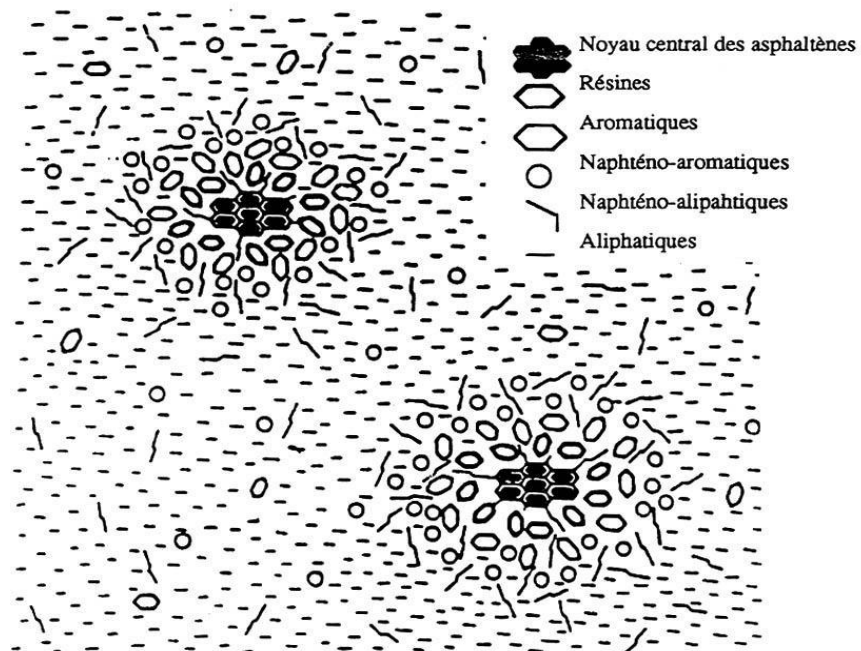 Noyau central des asphaltènes
Résines
Aromatiques
Naphténo-aromatiques
Naphténo-alipahtiques
Aliphatiques